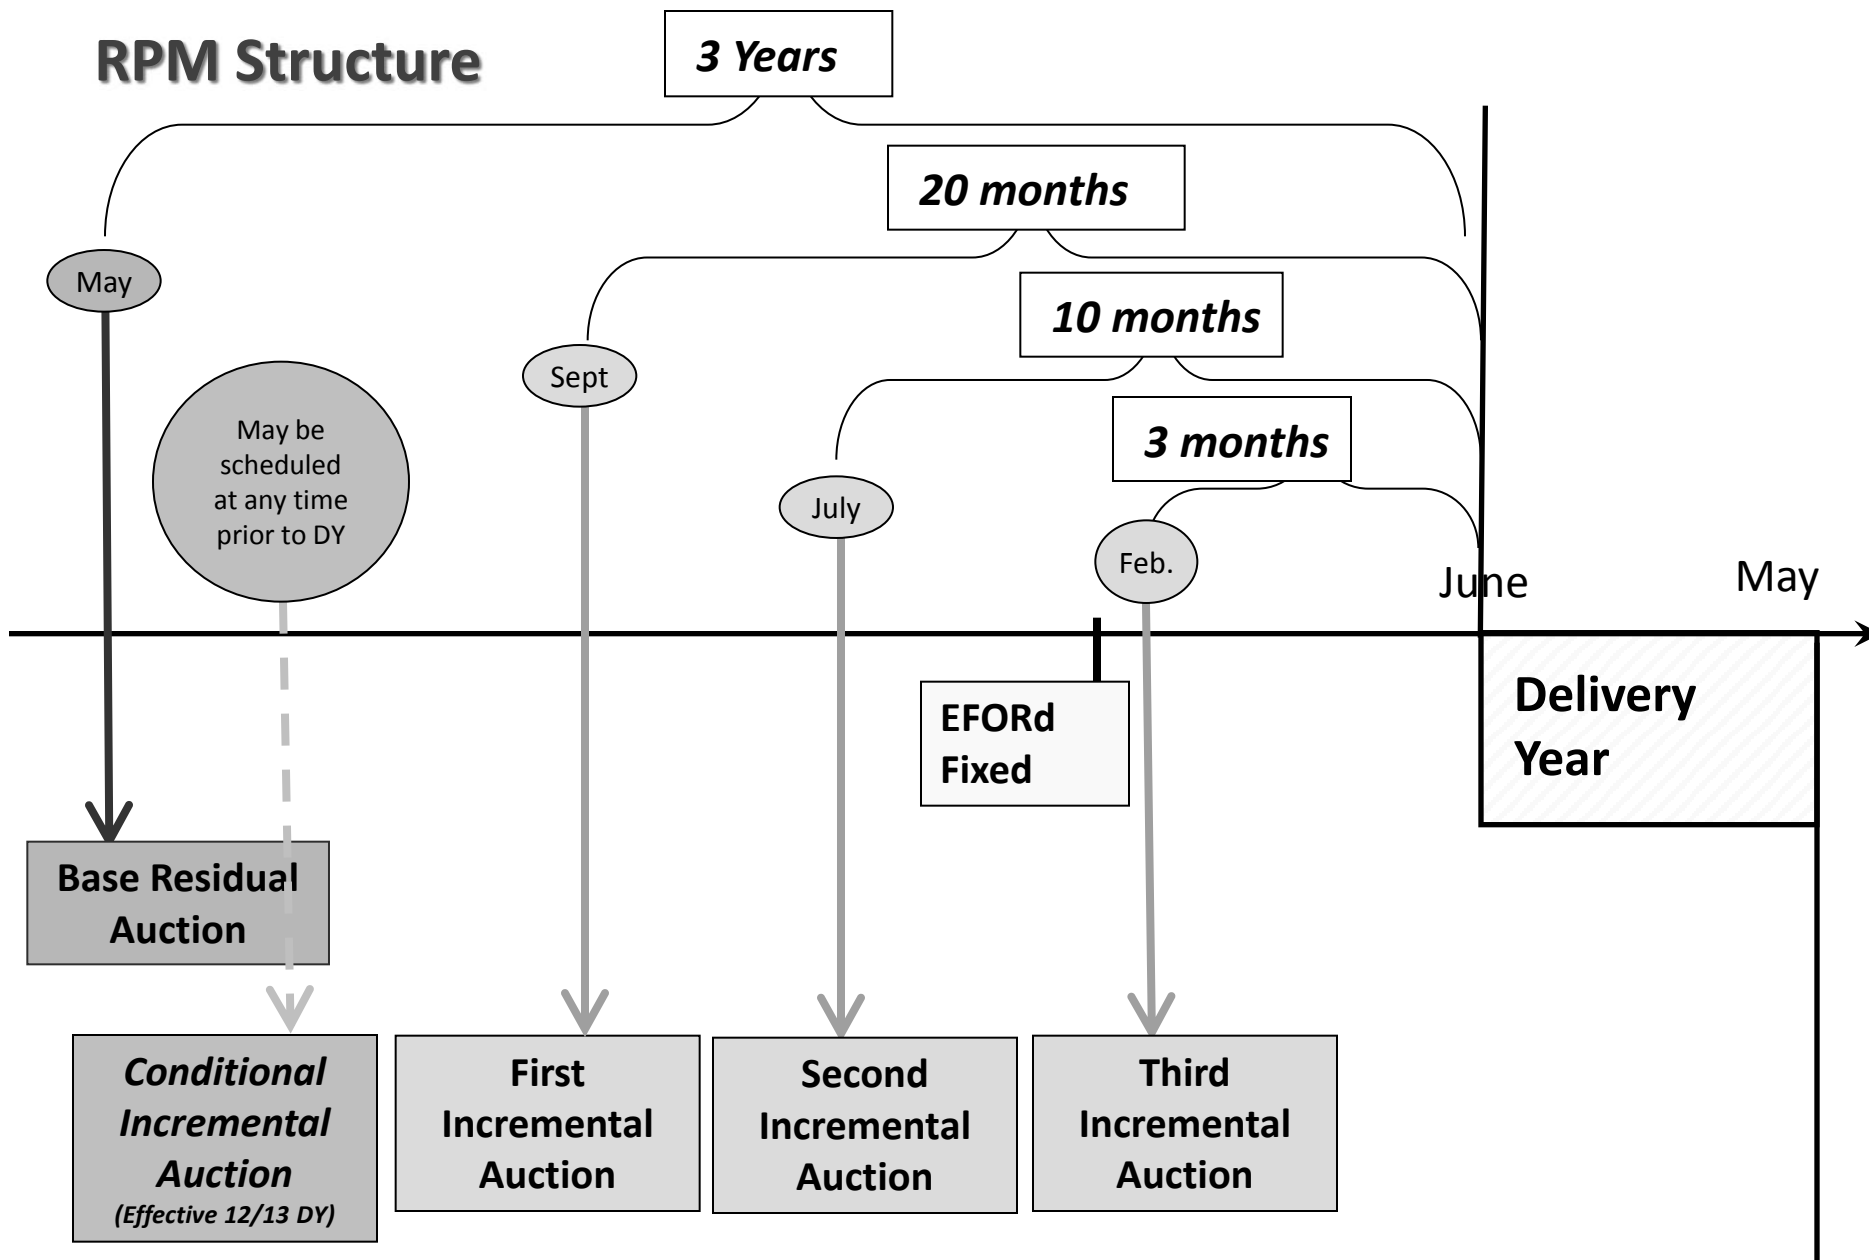 RPM Structure
3 Years
20 months
May
10 months
Sept
May be
scheduled
at any time
prior to DY
3 months
July
Feb.
June
May
EFORd
Fixed
Delivery
Year
Base Residual
Auction
Conditional
Incremental
Auction
(Effective 12/13 DY)
First
Incremental
Auction
Second
Incremental
Auction
Third
Incremental
Auction